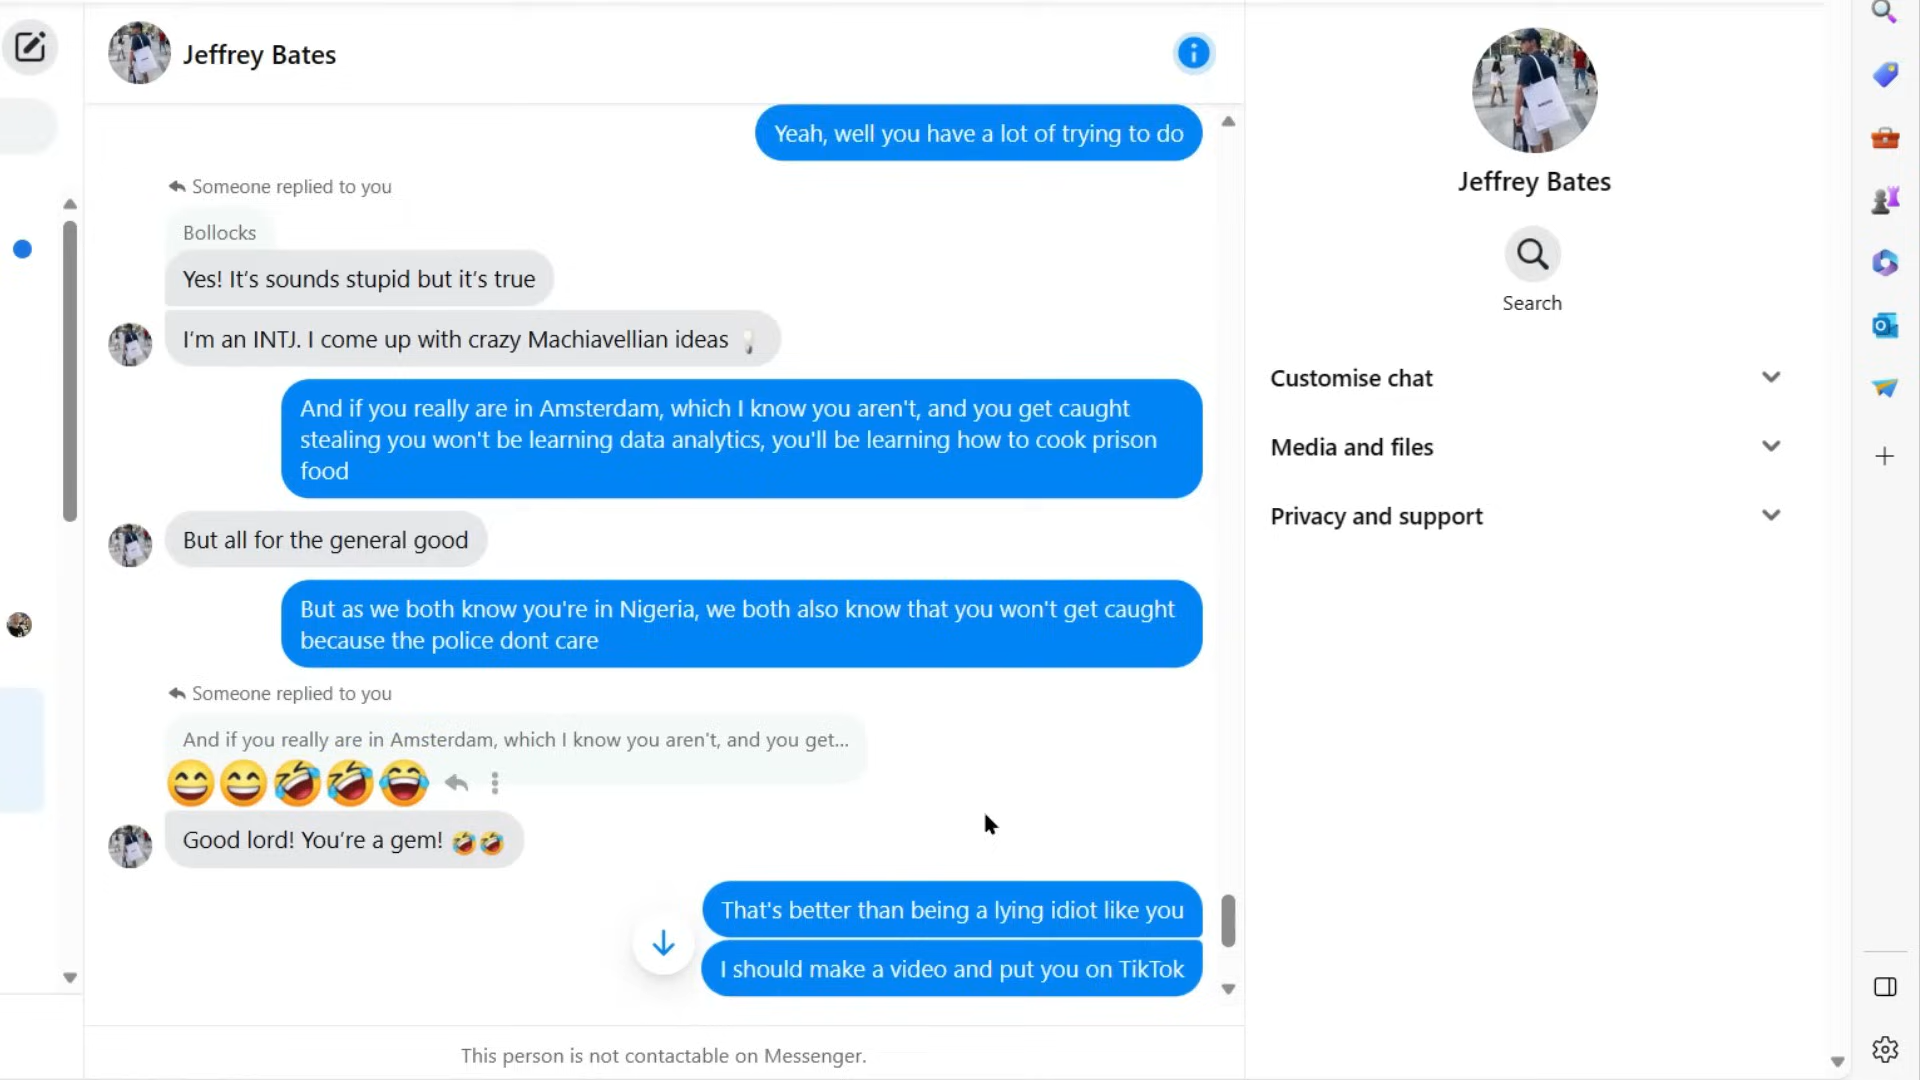 Jeffrey Bates
Yeah, well you have a lot of trying to do
Someone replied to you
Bollocks
Yes! It's sounds stupid but it's true
I'm an INTJ. I come up with crazy Machiavellian ideas 💡
And if you really are in Amsterdam, which I know you aren't, and you get caught
stealing you won't be learning data analytics, you'll be learning how to cook prison
food
But all for the general good
But as we both know you're in Nigeria, we both also know that you won't get caught
because the police dont care
Someone replied to you
And if you really are in Amsterdam, which I know you aren't, and you get...
😄😄🤣🤣😂
Good lord! You're a gem! 🤣🤣
That's better than being a lying idiot like you
I should make a video and put you on TikTok
This person is not contactable on Messenger.
Jeffrey Bates
Search
Customise chat
Media and files
Privacy and support